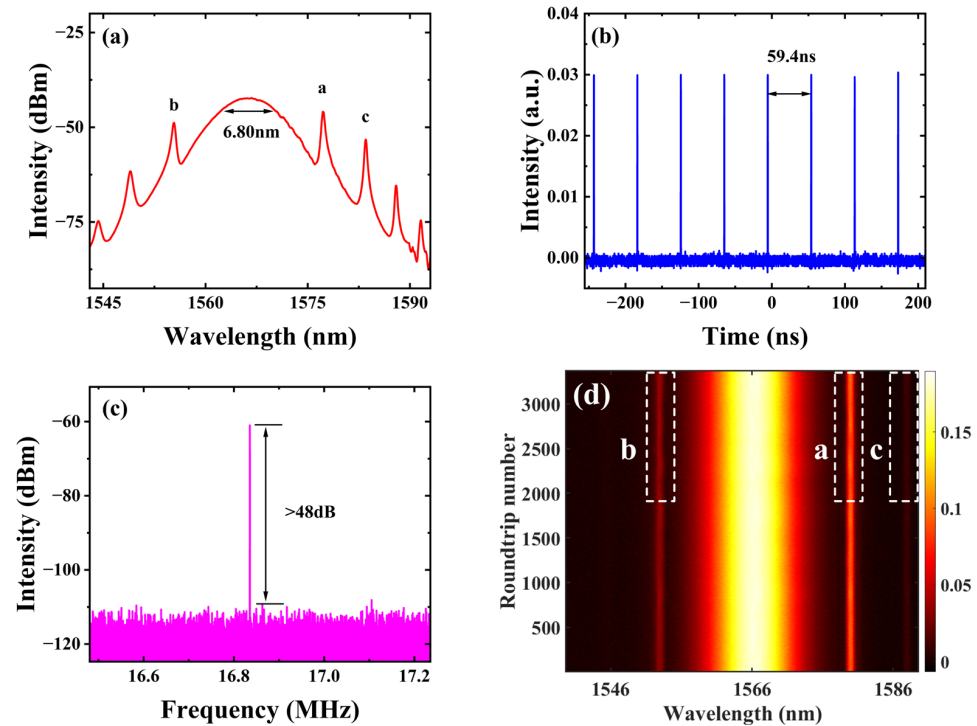 (a)
Intensity (dBm)
−25
−50
−75
b
a
c
6.80nm
1545
1560
1575
1590
Wavelength (nm)
(b)
Intensity (a.u.)
0.04
0.03
0.02
0.01
0.00
59.4ns
−200
−100
0
100
200
Time (ns)
(c)
Intensity (dBm)
−60
−80
−100
−120
>48dB
16.6
16.8
17.0
17.2
Frequency (MHz)
(d)
Roundtrip number
3000
2500
2000
1500
1000
500
b
a
c
1546
1566
1586
Wavelength (nm)
0.15
0.1
0.05
0